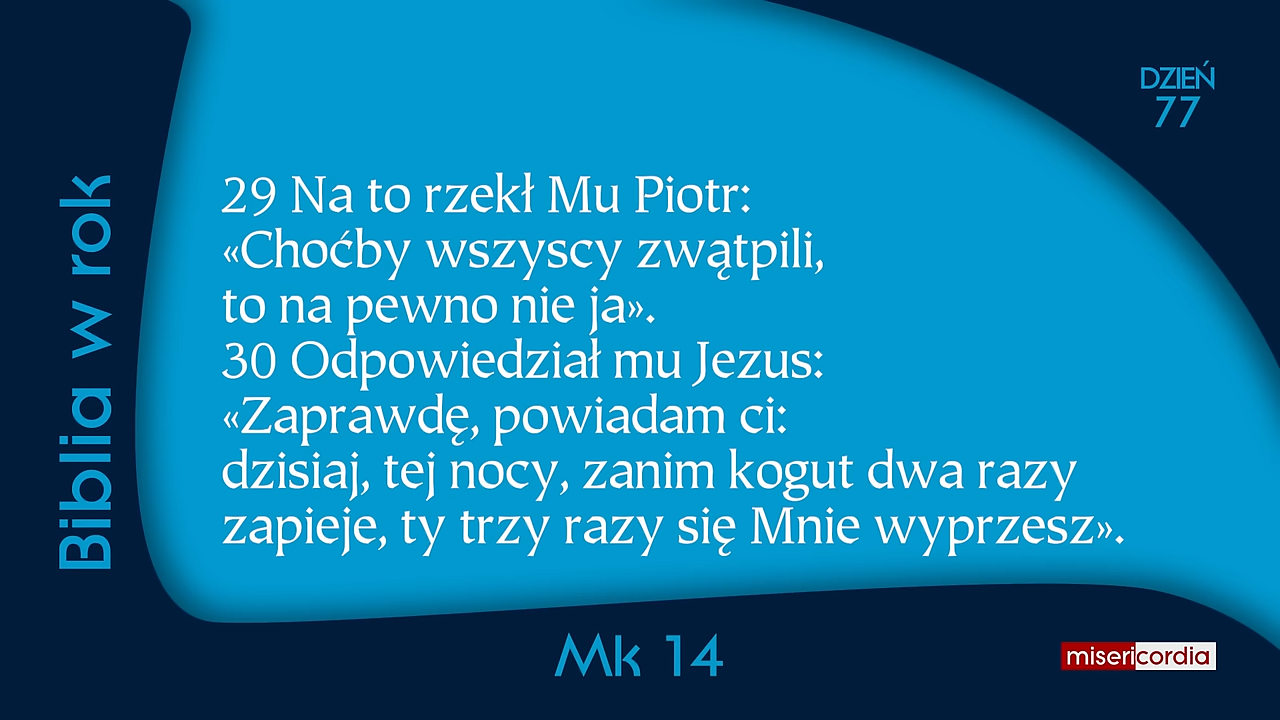 DZIEŃ
77
Biblia w rok
29 Na to rzekł Mu Piotr:
«Choćby wszyscy zwątpili,
to na pewno nie ja».
30 Odpowiedział mu Jezus:
«Zaprawdę, powiadam ci:
dzisiaj, tej nocy, zanim kogut dwa razy
zapieje, ty trzy razy się Mnie wyprzesz».
Mk 14
misericordia